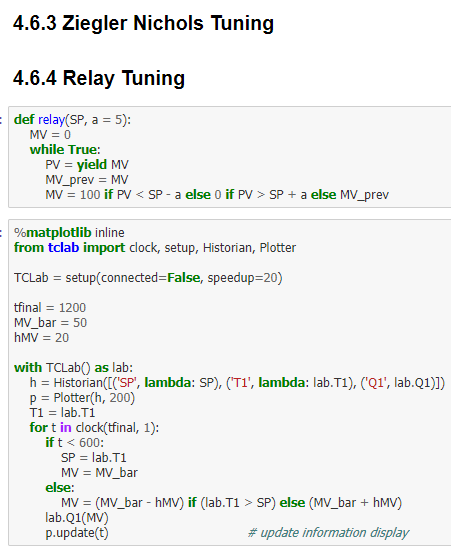 4.6.3 Ziegler Nichols Tuning
4.6.4 Relay Tuning
def relay(SP, a = 5):
    MV = 0
    while True:
        PV = yield MV
        MV_prev = MV
        MV = 100 if PV < SP - a else 0 if PV > SP + a else MV_prev
%matplotlib inline
from tclab import clock, setup, Historian, Plotter

TCLab = setup(connected=False, speedup=20)

tfinal = 1200
MV_bar = 50
hMV = 20

with TCLab() as lab:
    h = Historian([('SP', lambda: SP), ('T1', lambda: lab.T1), ('Q1', lab.Q1)])
    p = Plotter(h, 200)
    T1 = lab.T1
    for t in clock(tfinal, 1):
        if t < 600:
            SP = lab.T1
            MV = MV_bar
        else:
            MV = (MV_bar - hMV) if (lab.T1 > SP) else (MV_bar + hMV)
        lab.Q1(MV)
        p.update(t)                         # update information display